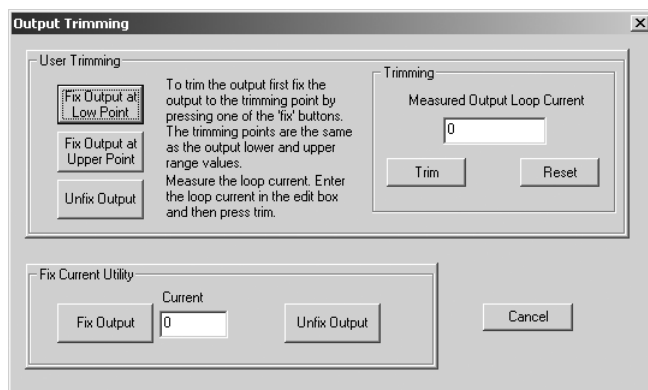 Output Trimming
User Trimming
Fix Output at
Low Point
Fix Output at
Upper Point
Unfix Output
To trim the output first fix the
output to the trimming point by
pressing one of the 'fix' buttons.
The trimming points are the same
as the output lower and upper
range values.
Measure the loop current. Enter
the loop current in the edit box
and then press trim.
Trimming
Measured Output Loop Current
0
Trim
Reset
Fix Current Utility
Fix Output
Current
0
Unfix Output
Cancel